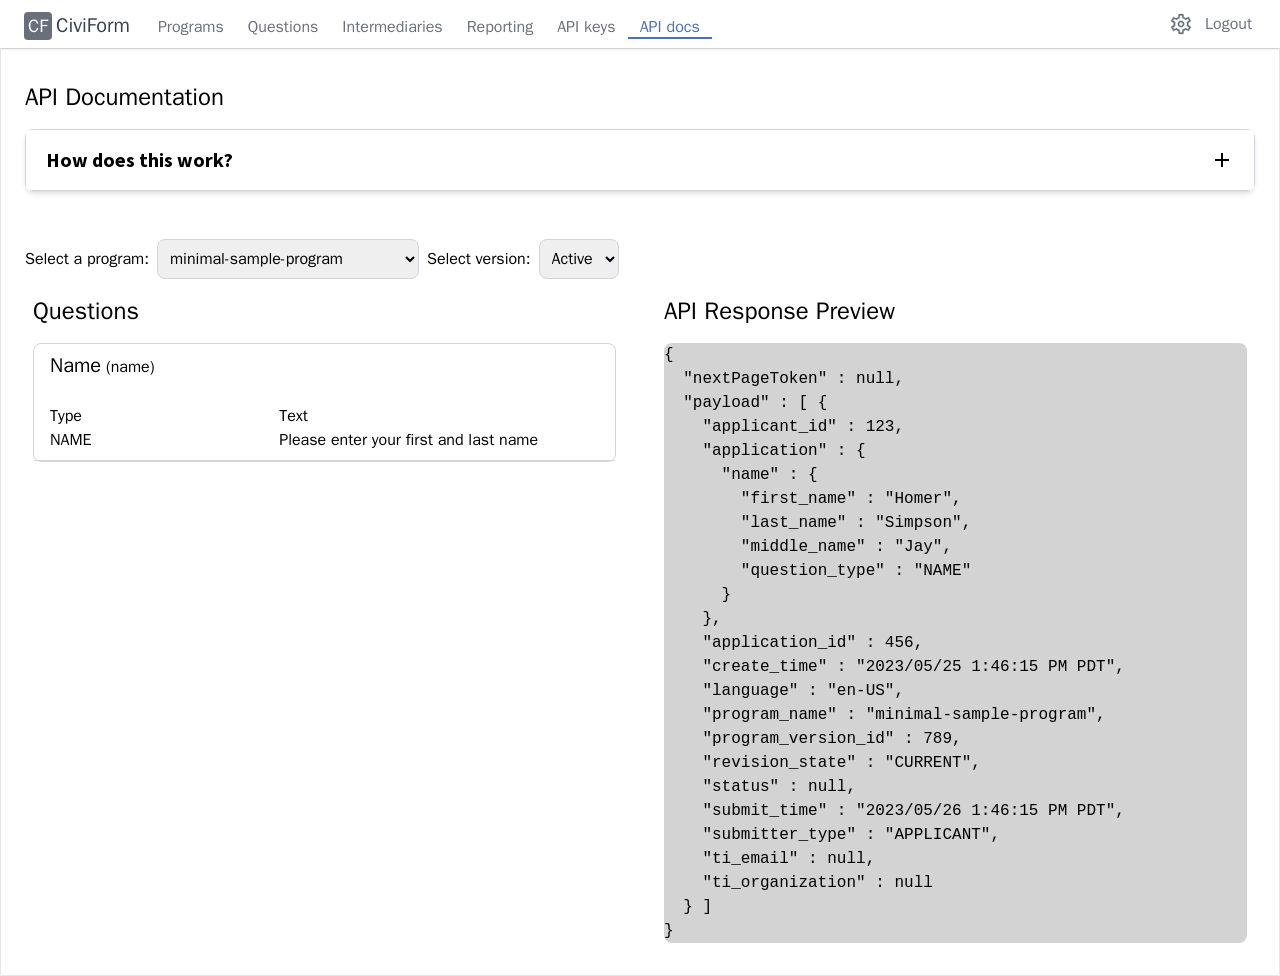 CF CiviForm Programs Questions Intermediaries Reporting API keys API docs Logout
API Documentation
How does this work?
Select a program: minimal-sample-program Select version: Active
Questions
Name (name)
Type Text
NAME Please enter your first and last name
API Response Preview
{
  "nextPageToken" : null,
  "payload" : [ {
    "applicant_id" : 123,
    "application" : {
      "name" : {
        "first_name" : "Homer",
        "last_name" : "Simpson",
        "middle_name" : "Jay",
        "question_type" : "NAME"
      }
    },
    "application_id" : 456,
    "create_time" : "2023/05/25 1:46:15 PM PDT",
    "language" : "en-US",
    "program_name" : "minimal-sample-program",
    "program_version_id" : 789,
    "revision_state" : "CURRENT",
    "status" : null,
    "submit_time" : "2023/05/26 1:46:15 PM PDT",
    "submitter_type" : "APPLICANT",
    "ti_email" : null,
    "ti_organization" : null
  } ]
}